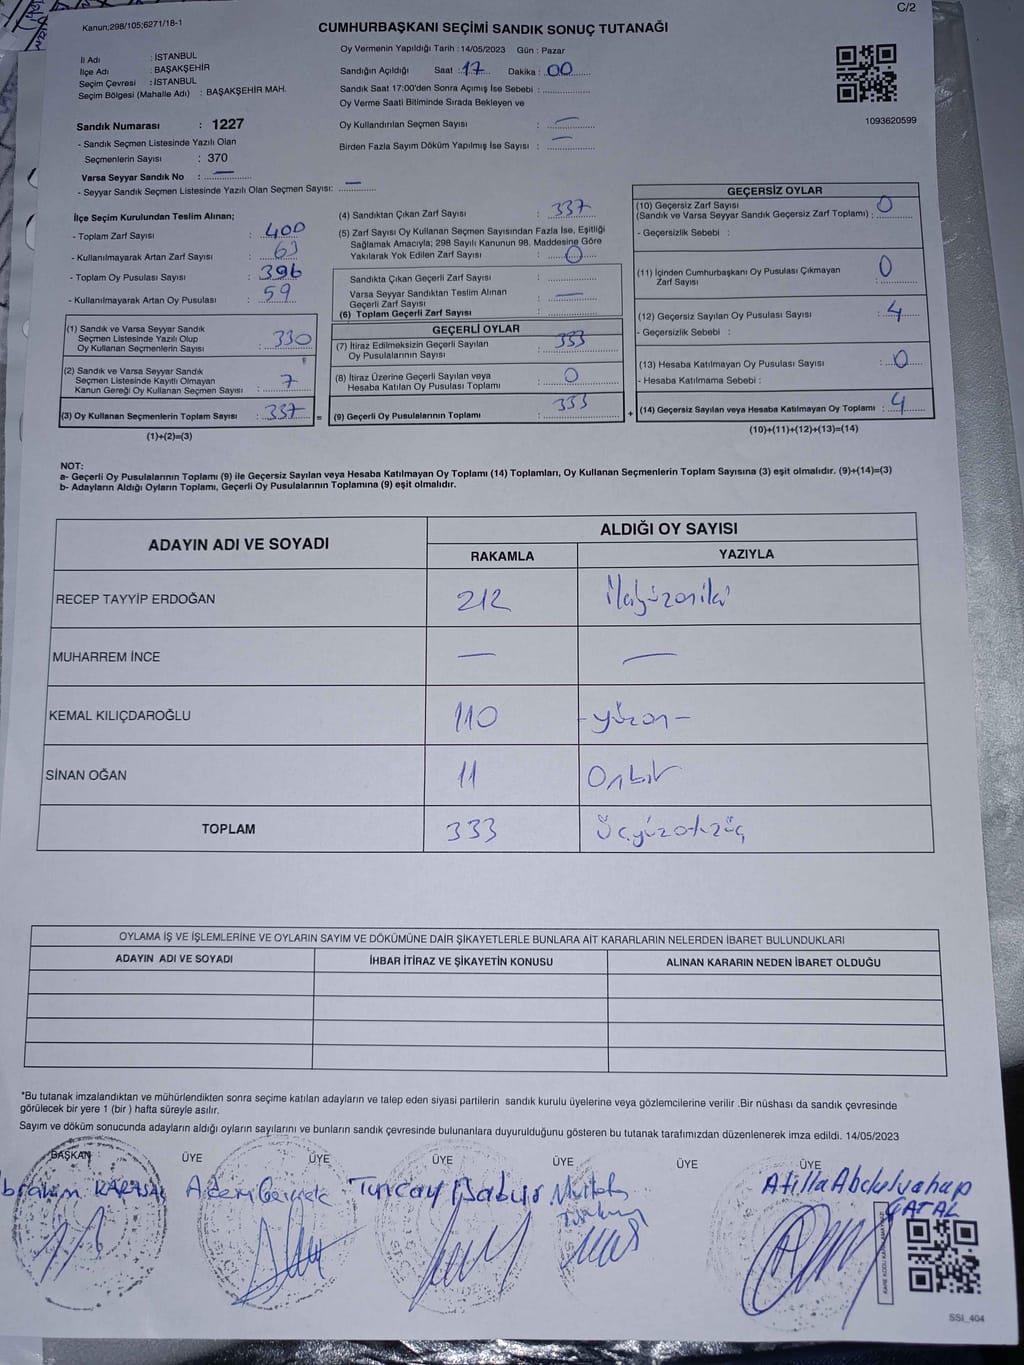 C/2
Kanun;298/105;6271/18-1
CUMHURBAŞKANI SEÇİMİ SANDIK SONUÇ TUTANAĞI
İl Adı : İSTANBUL
İlçe Adı : BAŞAKŞEHİR
Seçim Çevresi : İSTANBUL
Seçim Bölgesi (Mahalle Adı) : BAŞAKŞEHİR MAH.
Oy Vermenin Yapıldığı Tarih : 14/05/2023 Gün : Pazar
Sandığın Açıldığı Saat : 17 Dakika : 00
Sandık Saat 17:00'den Sonra Açımış İse Sebebi :
Oy Verme Saati Bitiminde Sırada Bekleyen ve
Oy Kullandırılan Seçmen Sayısı : —
Birden Fazla Sayım Döküm Yapılmış İse Sayısı : —
1093620599
Sandık Numarası : 1227
- Sandık Seçmen Listesinde Yazılı Olan
Seçmenlerin Sayısı : 370
Varsa Seyyar Sandık No : —
- Seyyar Sandık Seçmen Listesinde Yazılı Olan Seçmen Sayısı: —
İlçe Seçim Kurulundan Teslim Alınan;
- Toplam Zarf Sayısı : 400
- Kullanılmayarak Artan Zarf Sayısı : 63
- Toplam Oy Pusulası Sayısı : 396
- Kullanılmayarak Artan Oy Pusulası : 59
(1) Sandık ve Varsa Seyyar Sandık
Seçmen Listesinde Yazılı Olup
Oy Kullanan Seçmenlerin Sayısı : 330
(2) Sandık ve Varsa Seyyar Sandık
Seçmen Listesinde Kayıtlı Olmayan
Kanun Gereği Oy Kullanan Seçmen Sayısı : 7
(3) Oy Kullanan Seçmenlerin Toplam Sayısı : 337 =
(1)+(2)=(3)
(4) Sandıktan Çıkan Zarf Sayısı : 337
(5) Zarf Sayısı Oy Kullanan Seçmen Sayısından Fazla İse, Eşitliği
Sağlamak Amacıyla; 298 Sayılı Kanunun 98. Maddesine Göre
Yakılarak Yok Edilen Zarf Sayısı : 0
Sandıkta Çıkan Geçerli Zarf Sayısı :
Varsa Seyyar Sandıktan Teslim Alınan
Geçerli Zarf Sayısı : —
(6) Toplam Geçerli Zarf Sayısı :
GEÇERLİ OYLAR
(7) İtiraz Edilmeksizin Geçerli Sayılan
Oy Pusulalarının Sayısı : 333
(8) İtiraz Üzerine Geçerli Sayılan veya
Hesaba Katılan Oy Pusulası Toplamı : 0
(9) Geçerli Oy Pusulalarının Toplamı : 333 +
GEÇERSİZ OYLAR
(10) Geçersiz Zarf Sayısı
(Sandık ve Varsa Seyyar Sandık Geçersiz Zarf Toplamı) : 0
- Geçersizlik Sebebi :
(11) İçinden Cumhurbaşkanı Oy Pusulası Çıkmayan
Zarf Sayısı : 0
(12) Geçersiz Sayılan Oy Pusulası Sayısı : 4
- Geçersizlik Sebebi :
(13) Hesaba Katılmayan Oy Pusulası Sayısı : 0
- Hesaba Katılmama Sebebi :
(14) Geçersiz Sayılan veya Hesaba Katılmayan Oy Toplamı : 4
(10)+(11)+(12)+(13)=(14)
NOT:
a- Geçerli Oy Pusulalarının Toplamı (9) ile Geçersiz Sayılan veya Hesaba Katılmayan Oy Toplamı (14) Toplamları, Oy Kullanan Seçmenlerin Toplam Sayısına (3) eşit olmalıdır. (9)+(14)=(3)
b- Adayların Aldığı Oyların Toplamı, Geçerli Oy Pusulalarının Toplamına (9) eşit olmalıdır.
ADAYIN ADI VE SOYADI ALDIĞI OY SAYISI
RAKAMLA YAZIYLA
RECEP TAYYİP ERDOĞAN 212 İkiyüzoniki
MUHARREM İNCE — —
KEMAL KILIÇDAROĞLU 110 -yüzon-
SİNAN OĞAN 11 Onbir
TOPLAM 333 Üçyüzotuzüç
OYLAMA İŞ VE İŞLEMLERİNE VE OYLARIN SAYIM VE DÖKÜMÜNE DAİR ŞİKAYETLERLE BUNLARA AİT KARARLARIN NELERDEN İBARET BULUNDUKLARI
ADAYIN ADI VE SOYADI İHBAR İTİRAZ VE ŞİKAYETİN KONUSU ALINAN KARARIN NEDEN İBARET OLDUĞU
*Bu tutanak imzalandıktan ve mühürlendikten sonra seçime katılan adayların ve talep eden siyasi partilerin sandık kurulu üyelerine veya gözlemcilerine verilir .Bir nüshası da sandık çevresinde
görülecek bir yere 1 (bir ) hafta süreyle asılır.
Sayım ve döküm sonucunda adayların aldığı oyların sayılarını ve bunların sandık çevresinde bulunanlara duyurulduğunu gösteren bu tutanak tarafımızdan düzenlenerek imza edildi. 14/05/2023
BAŞKAN ÜYE ÜYE ÜYE ÜYE ÜYE ÜYE
Adem Tuncay Atilla Abdulvahap
ÇATAL
SSI_404